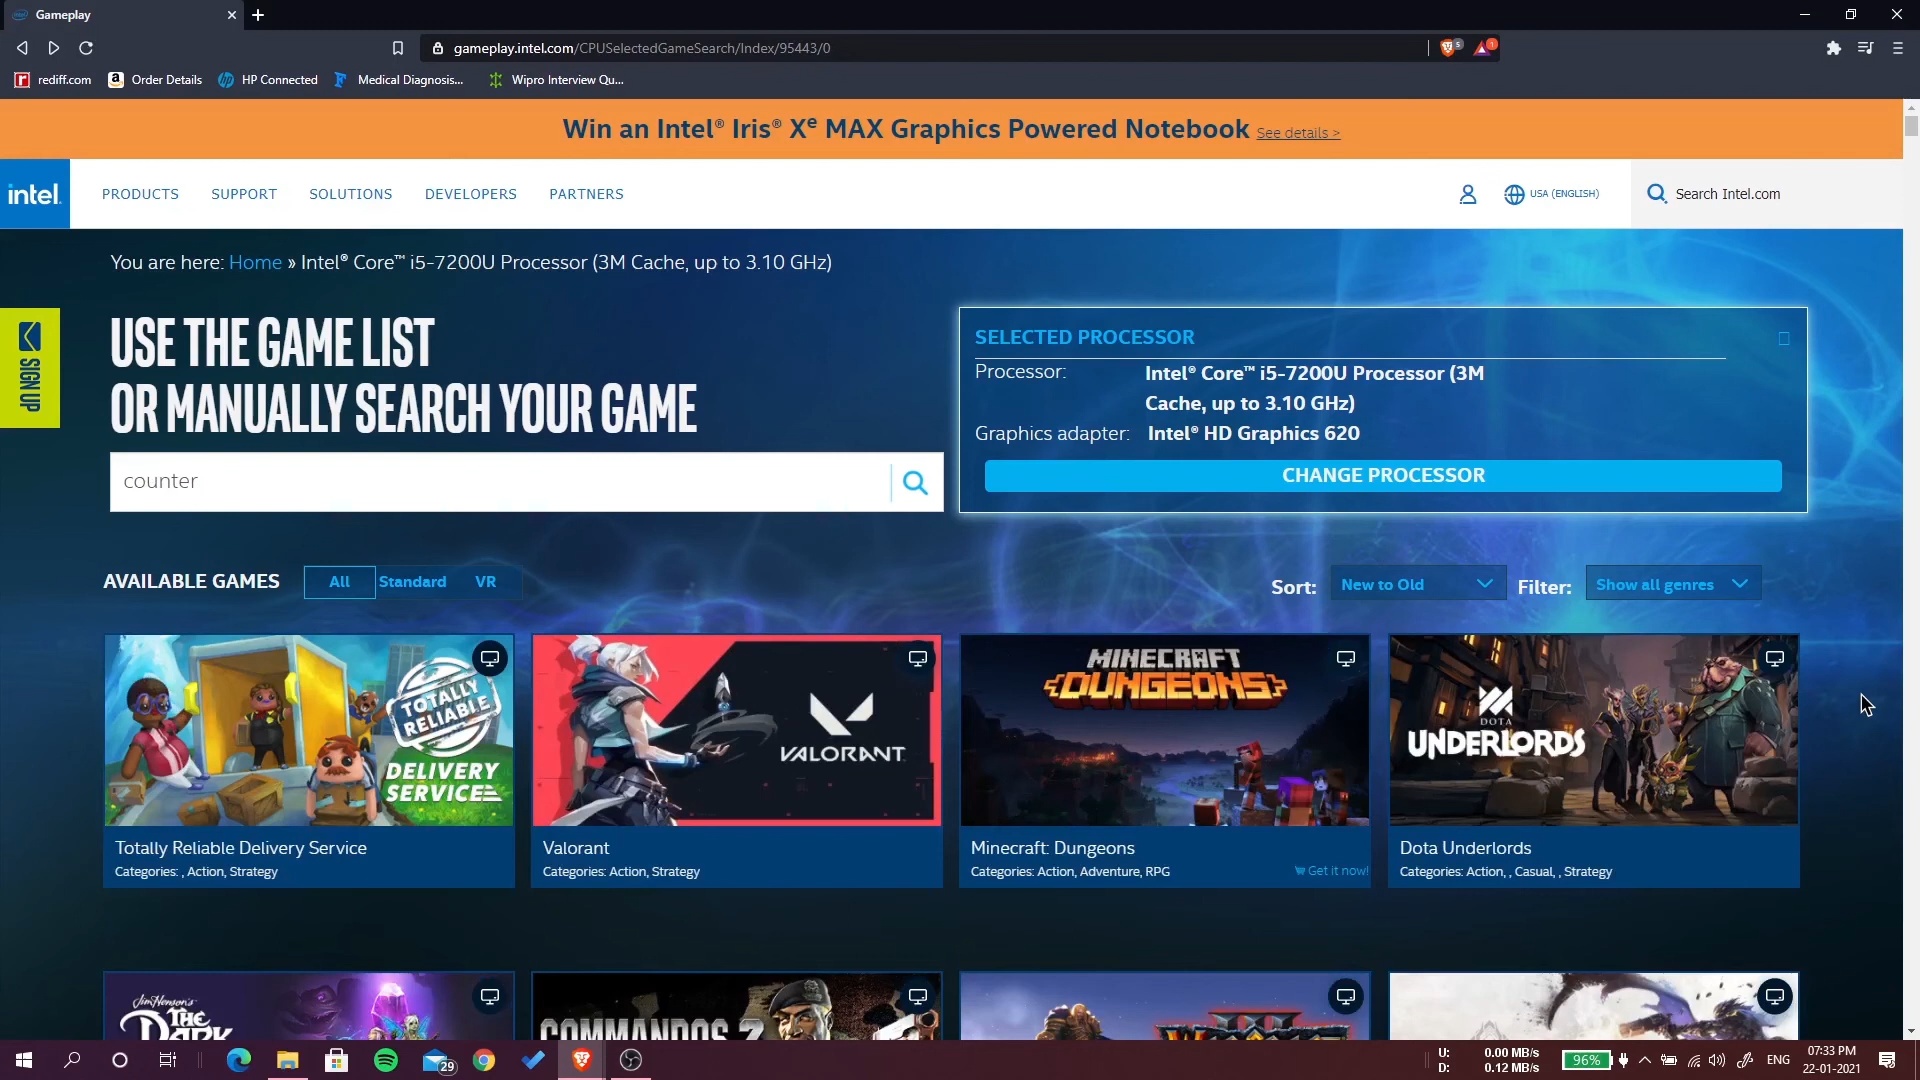 Gameplay
gameplay.intel.com/CPUSelectedGameSearch/Index/95443/0
5
1
rediff.com
Order Details
HP Connected
Medical Diagnosis...
Wipro Interview Qu...
Win an Intel® Iris® Xe MAX Graphics Powered Notebook See details >
intel.
PRODUCTS
SUPPORT
SOLUTIONS
DEVELOPERS
PARTNERS
USA (ENGLISH)
Search Intel.com
You are here: Home » Intel® Core™ i5-7200U Processor (3M Cache, up to 3.10 GHz)
SIGN UP
USE THE GAME LIST
OR MANUALLY SEARCH YOUR GAME
counter
SELECTED PROCESSOR
Processor: Intel® Core™ i5-7200U Processor (3M
Cache, up to 3.10 GHz)
Graphics adapter: Intel® HD Graphics 620
CHANGE PROCESSOR
AVAILABLE GAMES
All
Standard
VR
Sort:
New to Old
Filter:
Show all genres
TOTALLY
RELIABLE
DELIVERY
SERVICE
Totally Reliable Delivery Service
Categories: , Action, Strategy
VALORANT
Valorant
Categories: Action, Strategy
MINECRAFT
DUNGEONS
Minecraft: Dungeons
Categories: Action, Adventure, RPG
Get it now!
DOTA
UNDERLORDS
Dota Underlords
Categories: Action, , Casual, , Strategy
Jim Henson's
THE
DARK
COMMANDOS 2
29
U: 0.00 MB/s
D: 0.12 MB/s
96%
ENG
07:33 PM
22-01-2021